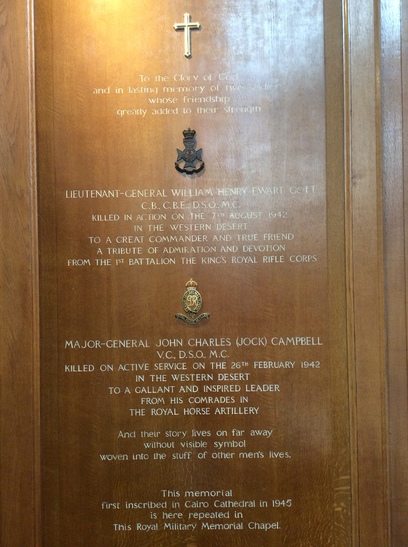 To the Glory of God
and in lasting memory of two soldiers
whose friendship
greatly added to their strength
LIEUTENANT-GENERAL WILLIAM HENRY EWART GOTT
C.B. C.B.E. D.S.O. M.C.
KILLED IN ACTION ON THE 7TH AUGUST 1942
IN THE WESTERN DESERT
TO A GREAT COMMANDER AND TRUE FRIEND
A TRIBUTE OF ADMIRATION AND DEVOTION
FROM THE 1ST BATTALION THE KING'S ROYAL RIFLE CORPS
MAJOR-GENERAL JOHN CHARLES (JOCK) CAMPBELL
V.C. D.S.O. M.C.
KILLED ON ACTIVE SERVICE ON THE 26TH FEBRUARY 1942
IN THE WESTERN DESERT
TO A GALLANT AND INSPIRED LEADER
FROM HIS COMRADES IN
THE ROYAL HORSE ARTILLERY
And their story lives on far away
without visible symbol
woven into the stuff of other men's lives.
This memorial
first inscribed in Cairo Cathedral in 1945
is here repeated in
This Royal Military Memorial Chapel.